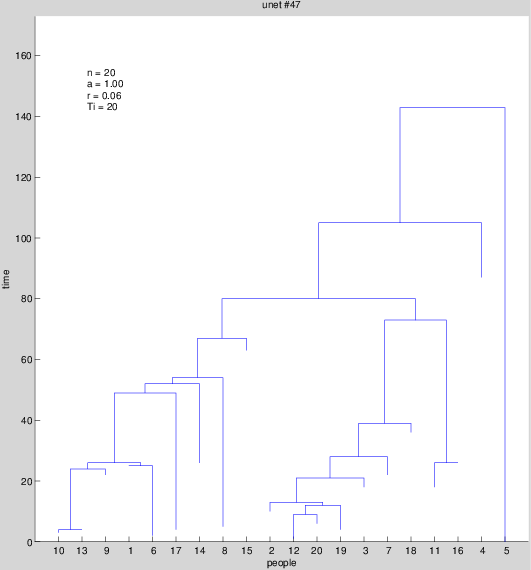 unet #47
160
n = 20
a = 1.00
r = 0.06
Ti = 20
140
120
100
80
60
40
20
0
time
10 13 9 1 6 17 14 8 15 2 12 20 19 3 7 18 11 16 4 5
people